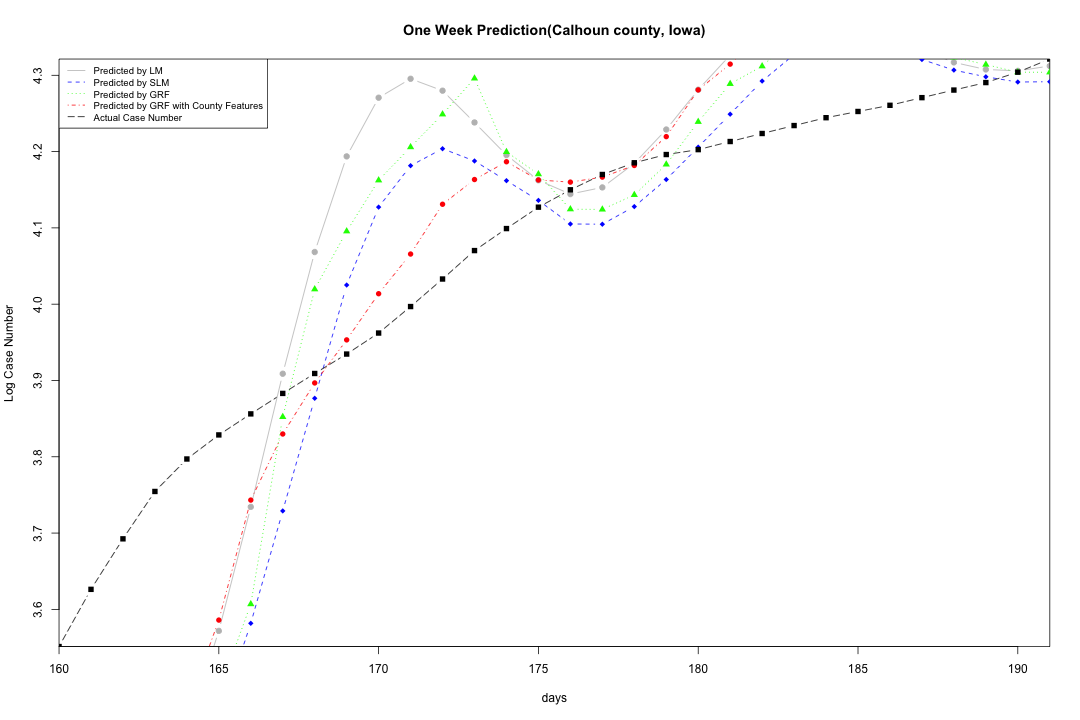 One Week Prediction(Calhoun county, Iowa)
Predicted by LM
Predicted by SLM
Predicted by GRF
Predicted by GRF with County Features
Actual Case Number
4.3
4.2
4.1
4.0
3.9
3.8
3.7
3.6
Log Case Number
160 165 170 175 180 185 190
days